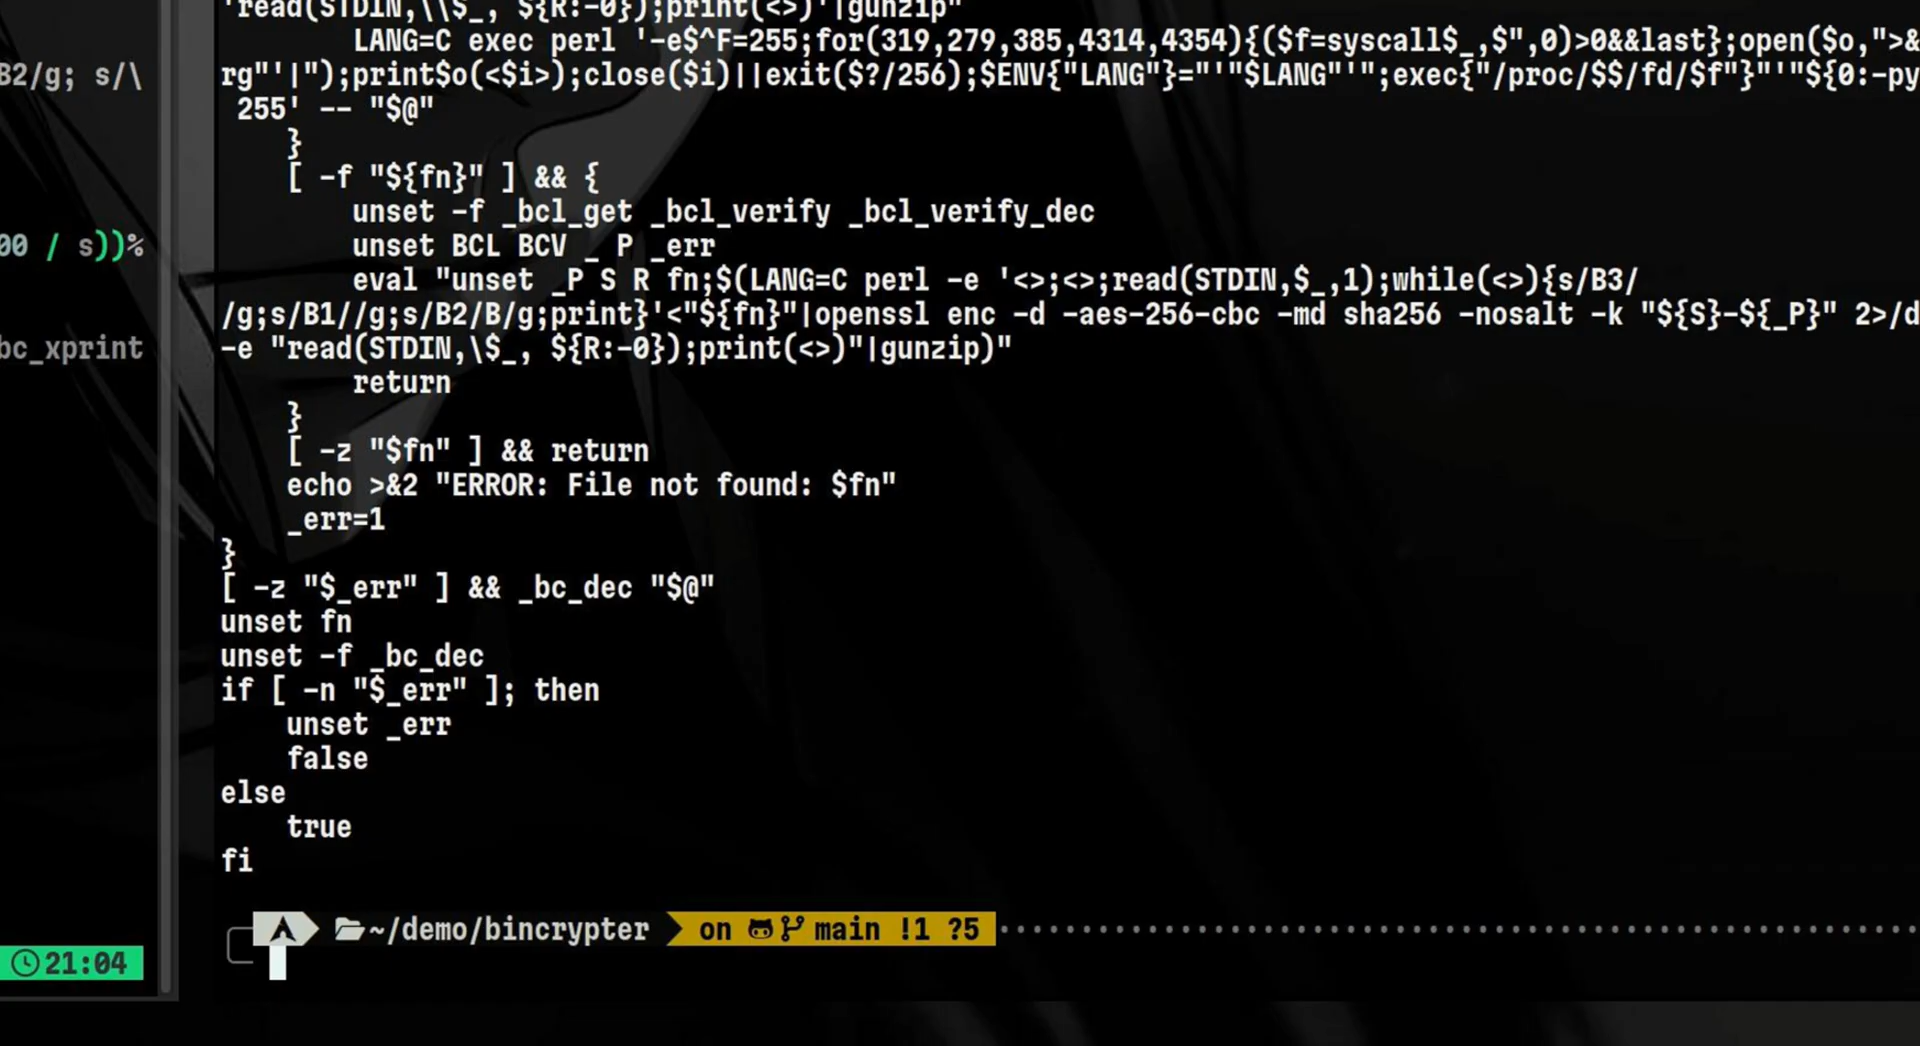 'read(STDIN,\\$_, ${R:-0});print(<>)'|gunzip"
LANG=C exec perl '-e$^F=255;for(319,279,385,4314,4354){($f=syscall$_,$",0)>0&&last};open($o,">&
B2/g; s/\
rg"'|");print$o(<$i>);close($i)||exit($?/256);$ENV{"LANG"}="'"$LANG"'";exec{"/proc/$$/fd/$f"}"'"${0:-py
255' -- "$@"
}
[ -f "${fn}" ] && {
unset -f _bcl_get _bcl_verify _bcl_verify_dec
00 / s))%
unset BCL BCV _ P _err
eval "unset _P S R fn;$(LANG=C perl -e '<>;<>;read(STDIN,$_,1);while(<>){s/B3/
/g;s/B1//g;s/B2/B/g;print}'<"${fn}"|openssl enc -d -aes-256-cbc -md sha256 -nosalt -k "${S}-${_P}" 2>/d
bc_xprint
-e "read(STDIN,\$_, ${R:-0});print(<>)"|gunzip)"
return
}
[ -z "$fn" ] && return
echo >&2 "ERROR: File not found: $fn"
_err=1
}
[ -z "$_err" ] && _bc_dec "$@"
unset fn
unset -f _bc_dec
if [ -n "$_err" ]; then
unset _err
false
else
true
fi
~/demo/bincrypter on main !1 ?5
21:04